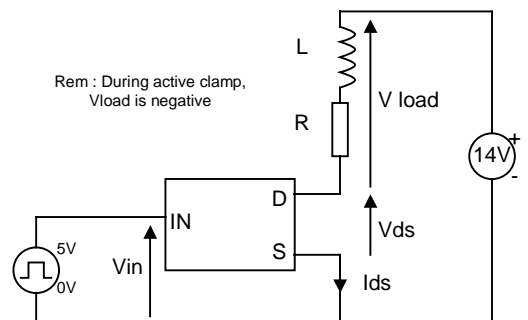 L
Rem : During active clamp,
Vload is negative
V load
R
14V
+
-
D
IN
Vds
S
5V
0V
Vin
Ids